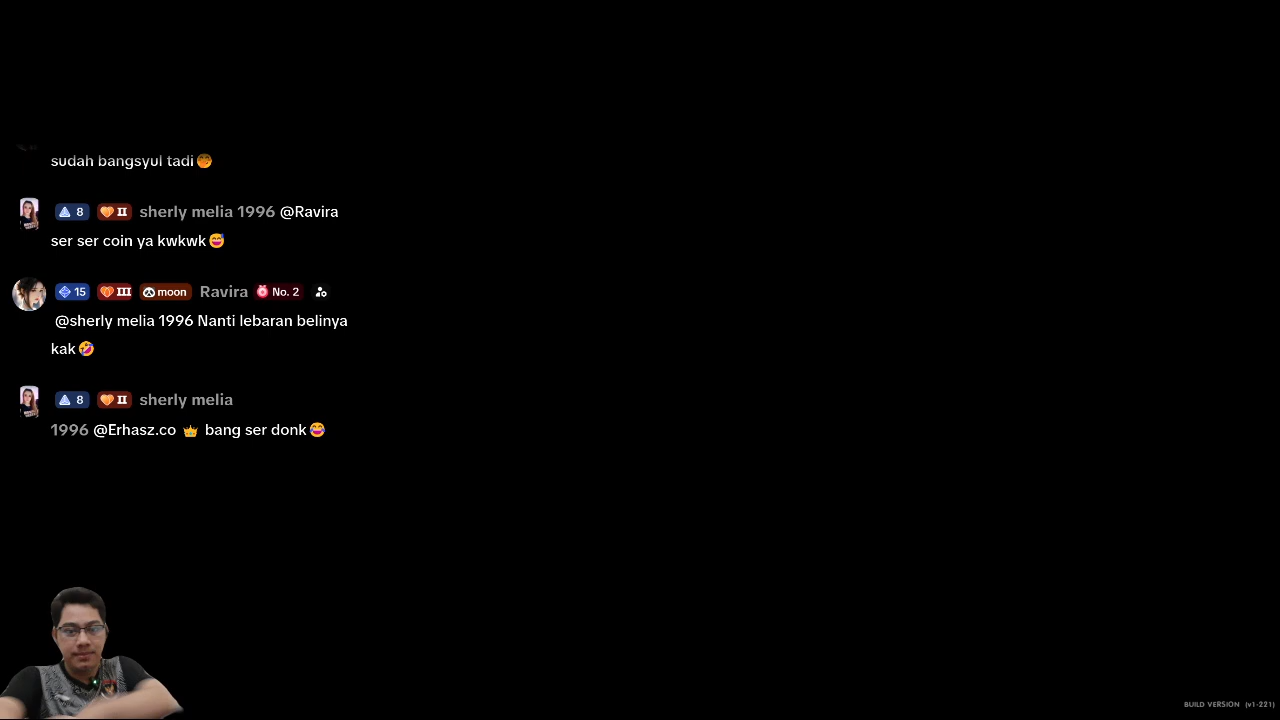 sudah bangsyul tadi🤭
8 II sherly melia 1996 @Ravira
ser ser coin ya kwkwk😅
15 III moon Ravira No. 2
@sherly melia 1996 Nanti lebaran belinya
kak🤣
8 II sherly melia
1996 @Erhasz.co 👑 bang ser donk😂
BUILD VERSION (v1-221)